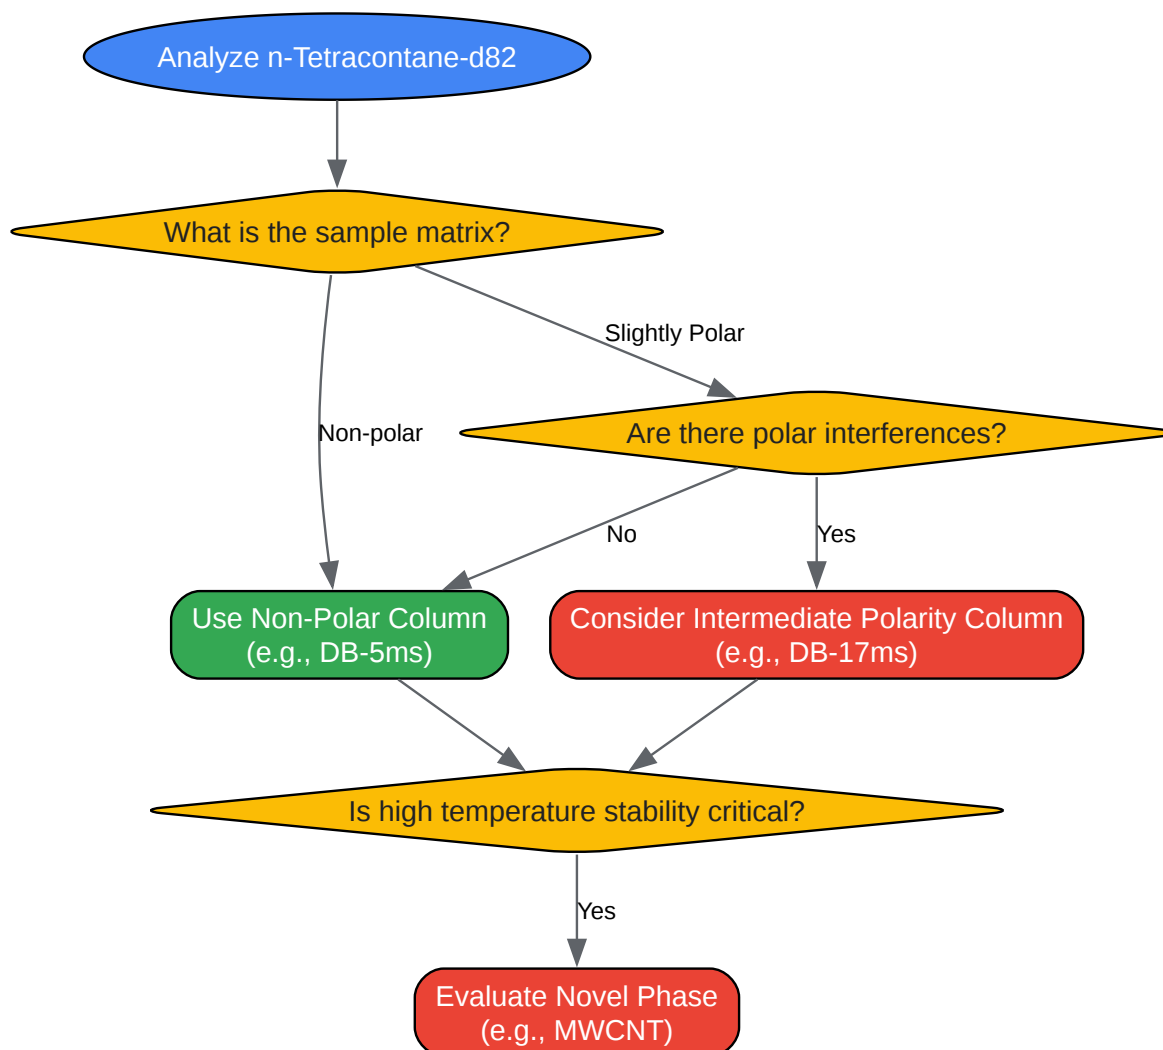 Analyze n-Tetracontane-d82
What is the sample matrix?
Slightly Polar
Non-polar
Are there polar interferences?
No
Yes
Use Non-Polar Column
(e.g., DB-5ms)
Consider Intermediate Polarity Column
(e.g., DB-17ms)
Is high temperature stability critical?
Yes
Evaluate Novel Phase
(e.g., MWCNT)